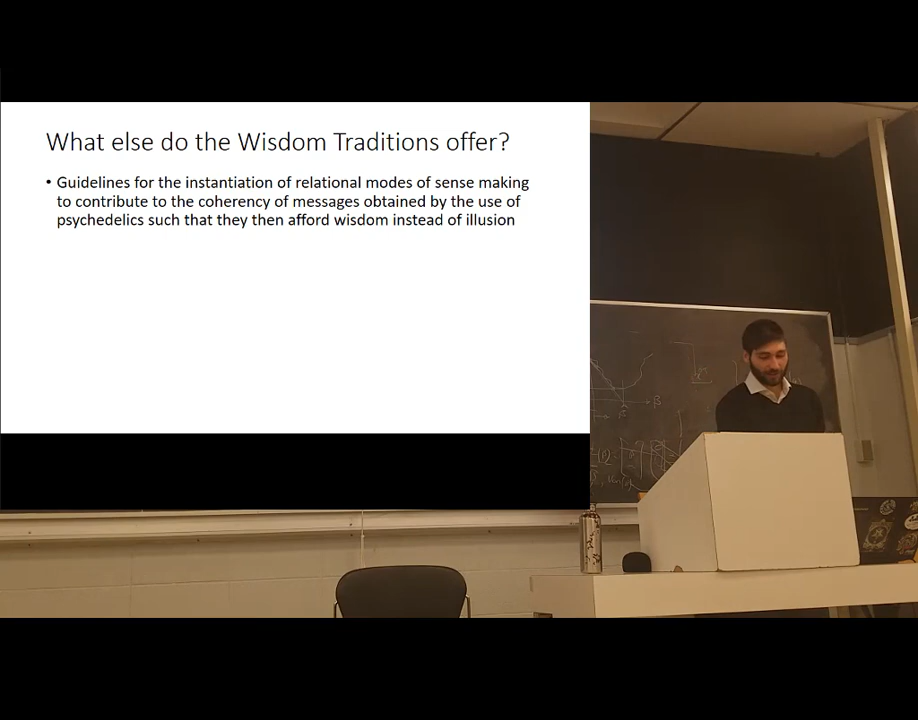 What else do the Wisdom Traditions offer?
• Guidelines for the instantiation of relational modes of sense making
to contribute to the coherency of messages obtained by the use of
psychedelics such that they then afford wisdom instead of illusion